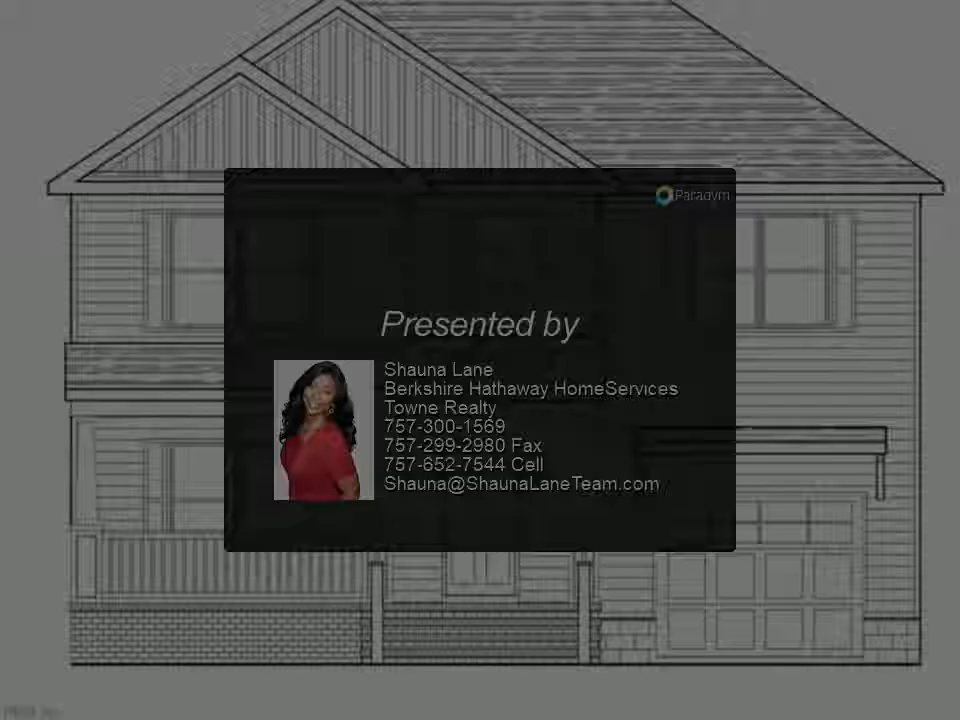 Paradym
Presented by
Shauna Lane
Berkshire Hathaway HomeServices
Towne Realty
757-300-1569
757-299-2980 Fax
757-652-7544 Cell
Shauna@ShaunaLaneTeam.com